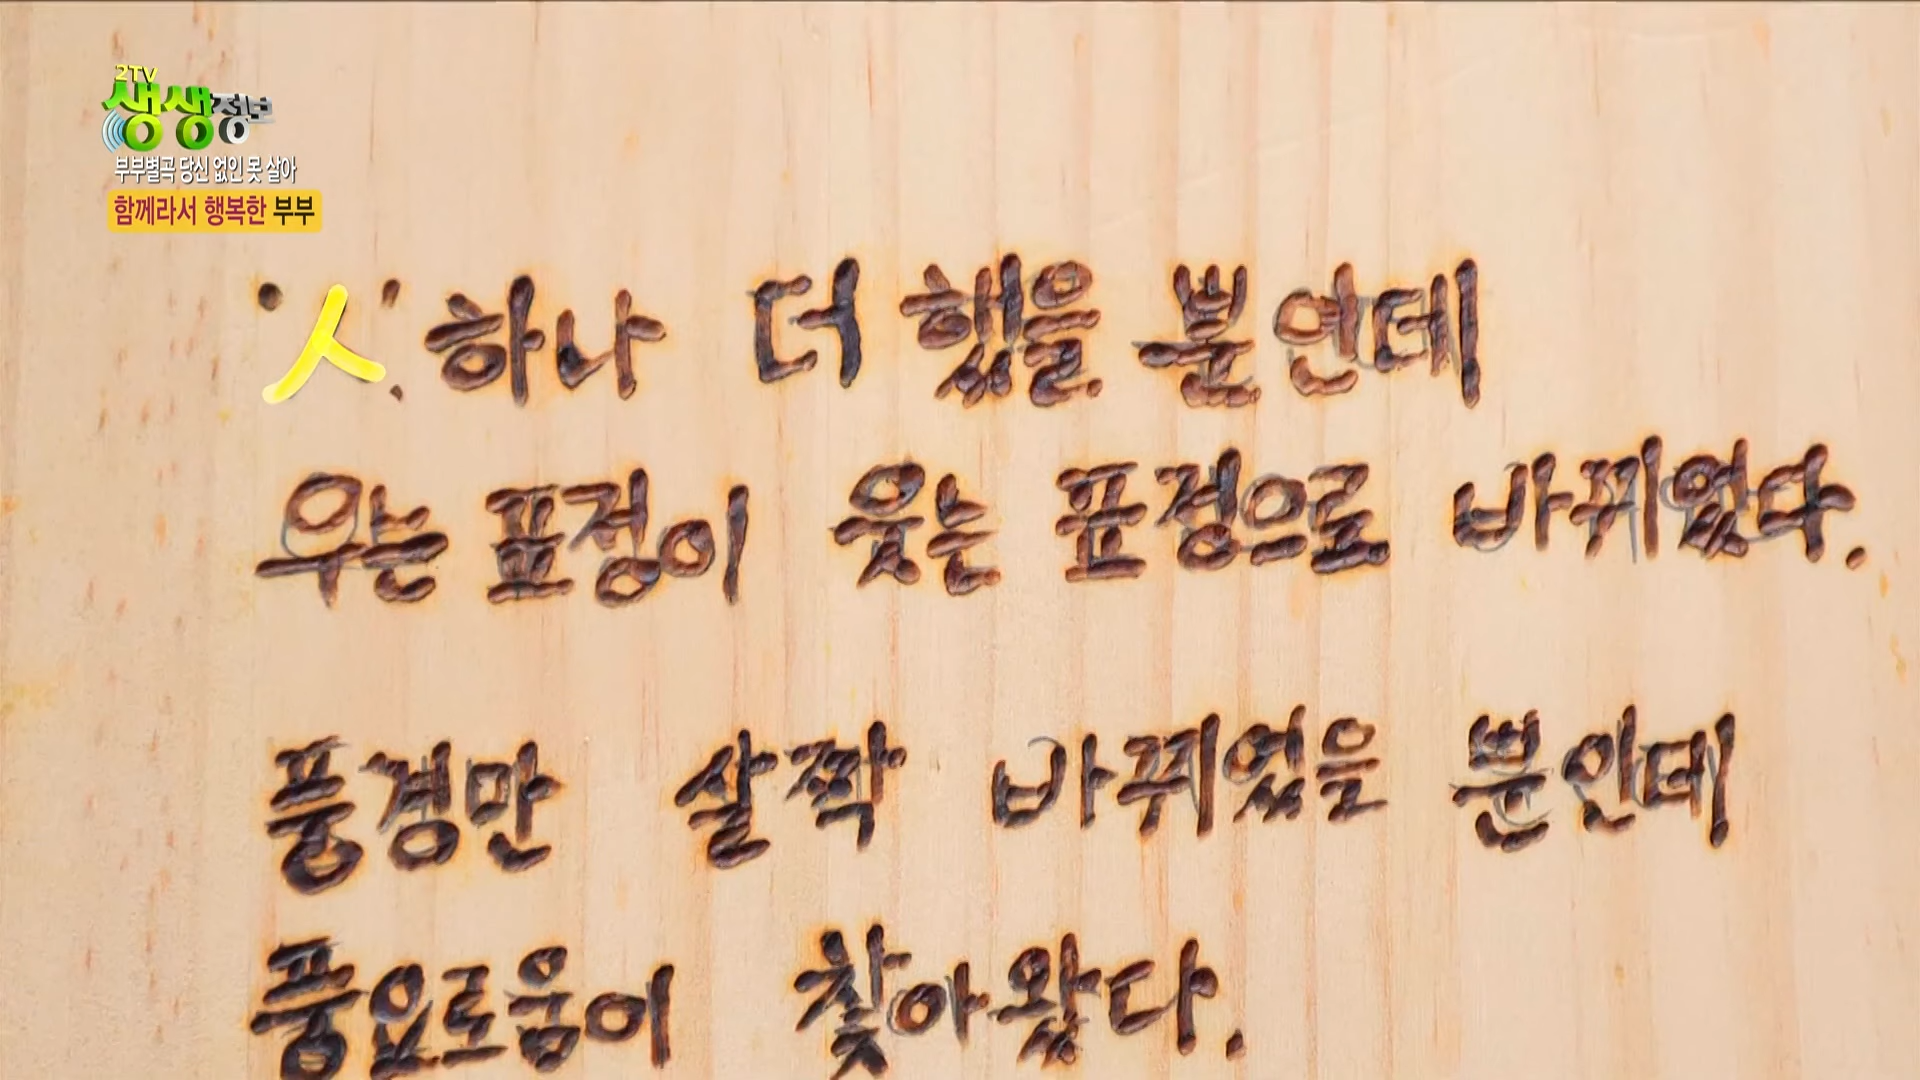 2TV
생생정보
부부별곡 당신 없인 못 살아
함께라서 행복한 부부
'ㅅ' 하나 더 했을 뿐인데
우는 표정이 웃는 표정으로 바뀌었다.
풍경만 살짝 바뀌었을 뿐인데
풍요로움이 찾아왔다.